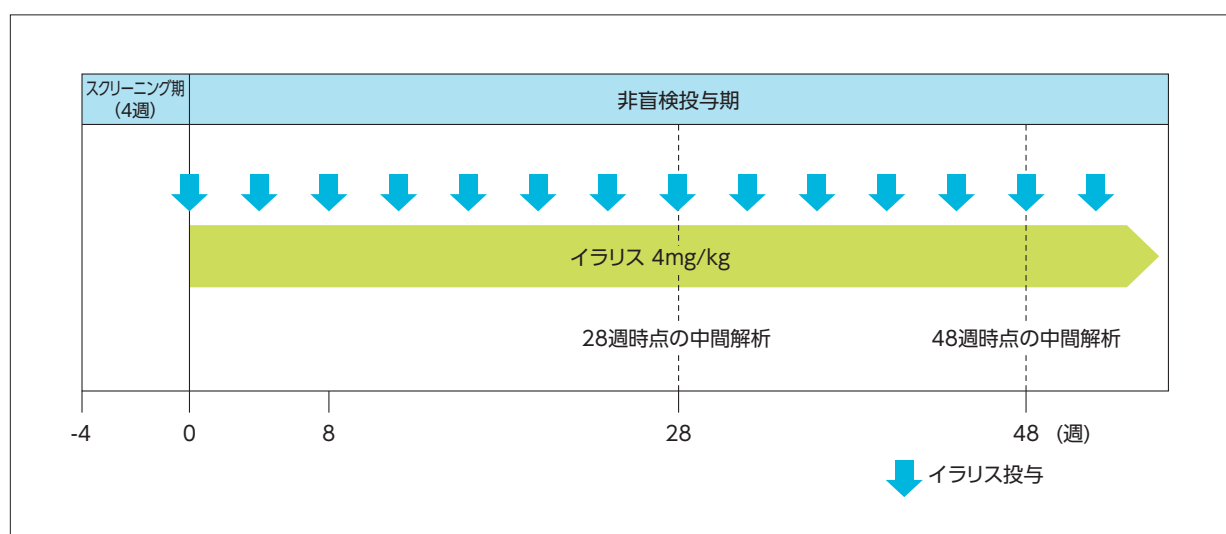 スクリーニング期
(4週)
非盲検投与期
イラリス 4mg/kg
28週時点の中間解析
48週時点の中間解析
-4
0
8
28
48
(週)
イラリス投与